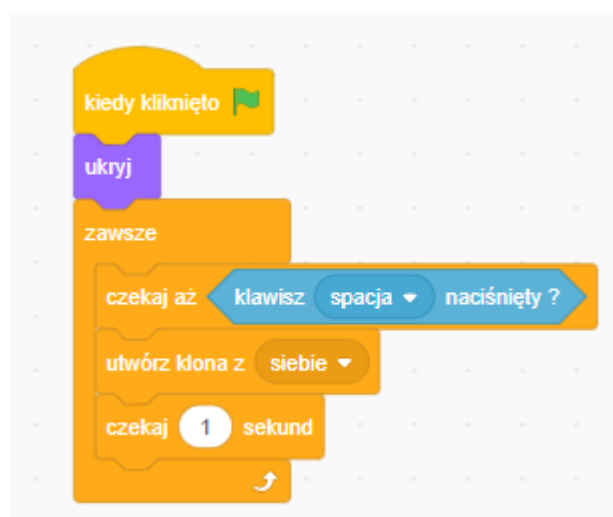 kiedy kliknięto
ukryj
zawsze
czekaj aż klawisz spacja naciśnięty ?
utwórz klona z siebie
czekaj 1 sekund